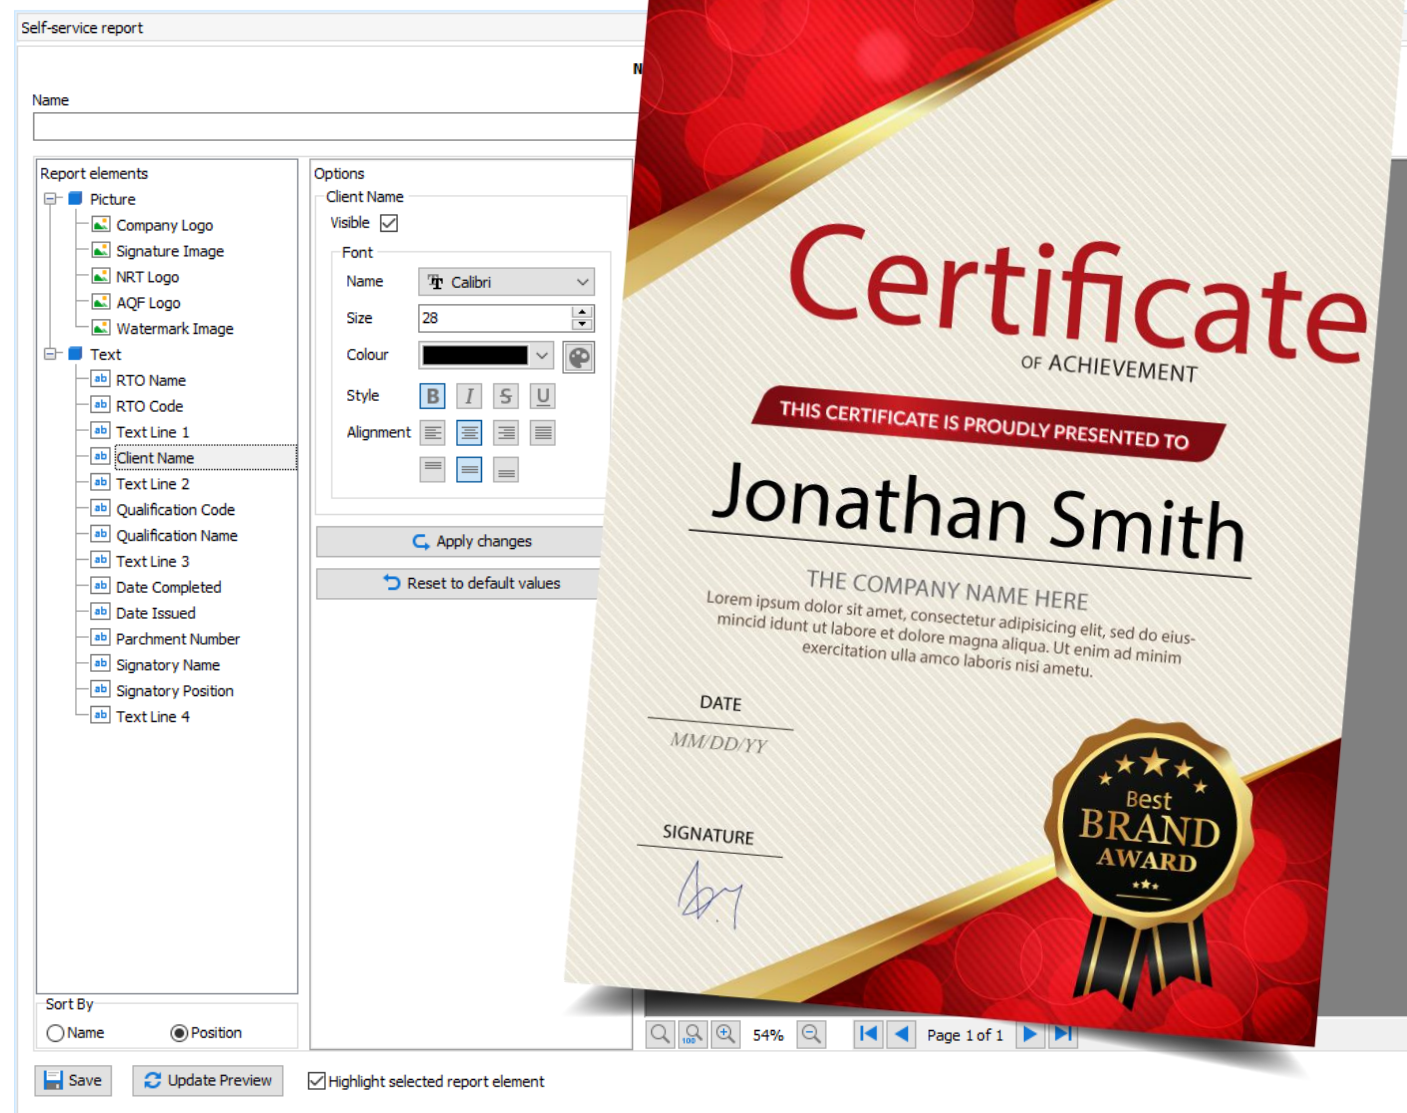 Self-service report
N
Name
Report elements
Picture
Company Logo
Signature Image
NRT Logo
AQF Logo
Watermark Image
Text
RTO Name
RTO Code
Text Line 1
Client Name
Text Line 2
Qualification Code
Qualification Name
Text Line 3
Date Completed
Date Issued
Parchment Number
Signatory Name
Signatory Position
Text Line 4
Sort By
Name
Position
Save
Update Preview
Highlight selected report element
Options
Client Name
Visible
Font
Name
Calibri
Size
28
Colour
Style
B I S U
Alignment
Apply changes
Reset to default values
Certificate
OF ACHIEVEMENT
THIS CERTIFICATE IS PROUDLY PRESENTED TO
Jonathan Smith
THE COMPANY NAME HERE
Lorem ipsum dolor sit amet, consectetur adipisicing elit, sed do eius-
mincid idunt ut labore et dolore magna aliqua. Ut enim ad minim
exercitation ulla amco laboris nisi ametu.
DATE
MM/DD/YY
SIGNATURE
Best
BRAND
AWARD
100
54%
Page 1 of 1